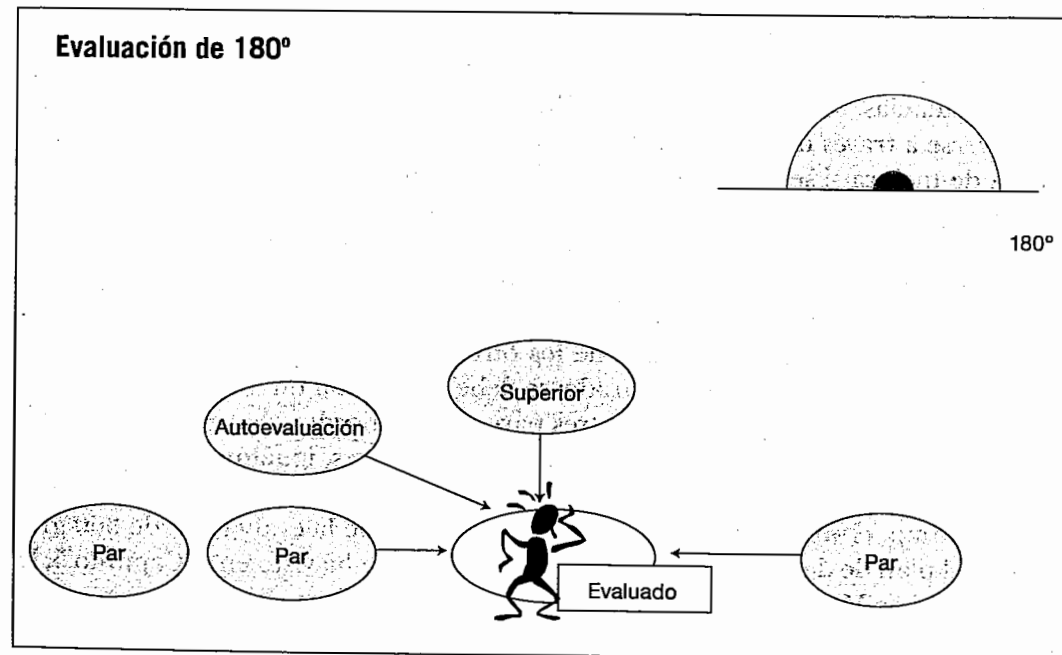 Evaluación de 180º
180º
Superior
Autoevaluación
Par
Par
Par
Evaluado